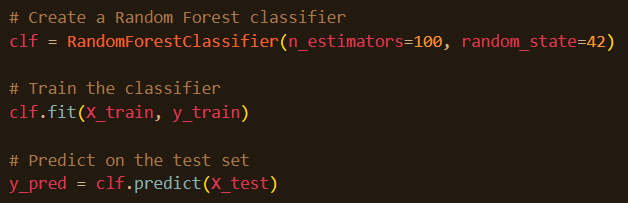 # Create a Random Forest classifier
clf = RandomForestClassifier(n_estimators=100, random_state=42)
# Train the classifier
clf.fit(X_train, y_train)
# Predict on the test set
y_pred = clf.predict(X_test)